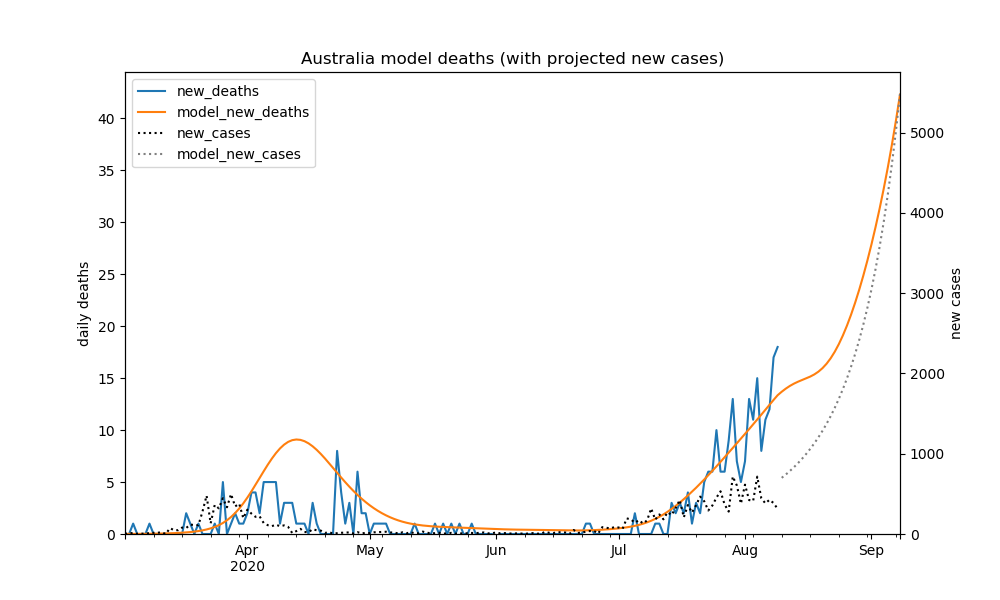 Australia model deaths (with projected new cases)
new_deaths
model_new_deaths
new_cases
model_new_cases
daily deaths
40
35
30
25
20
15
10
5
0
new cases
5000
4000
3000
2000
1000
0
Apr
2020
May
Jun
Jul
Aug
Sep